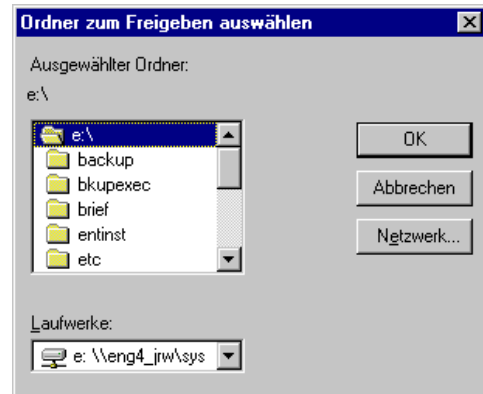 Ordner zum Freigeben auswählen
Ausgewählter Ordner:
e:\
e:\
backup
bkupexec
brief
entinst
etc
OK
Abbrechen
Netzwerk...
Laufwerke:
e: \\eng4_jrw\sys